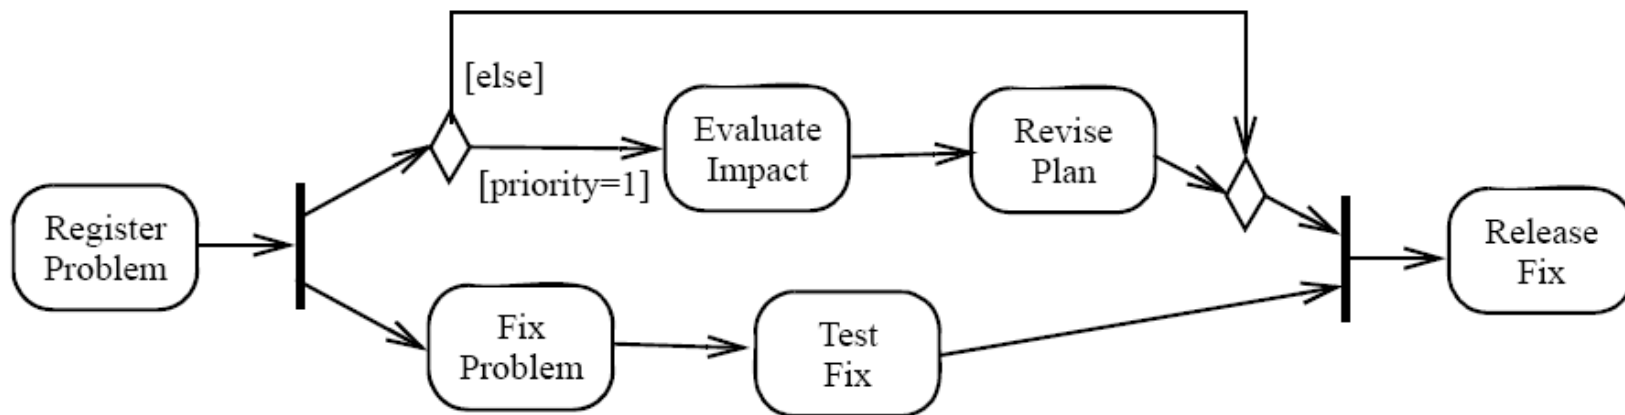 [else]
Evaluate
Impact
Revise
Plan
[priority=1]
Register
Problem
Release
Fix
Fix
Problem
Test
Fix